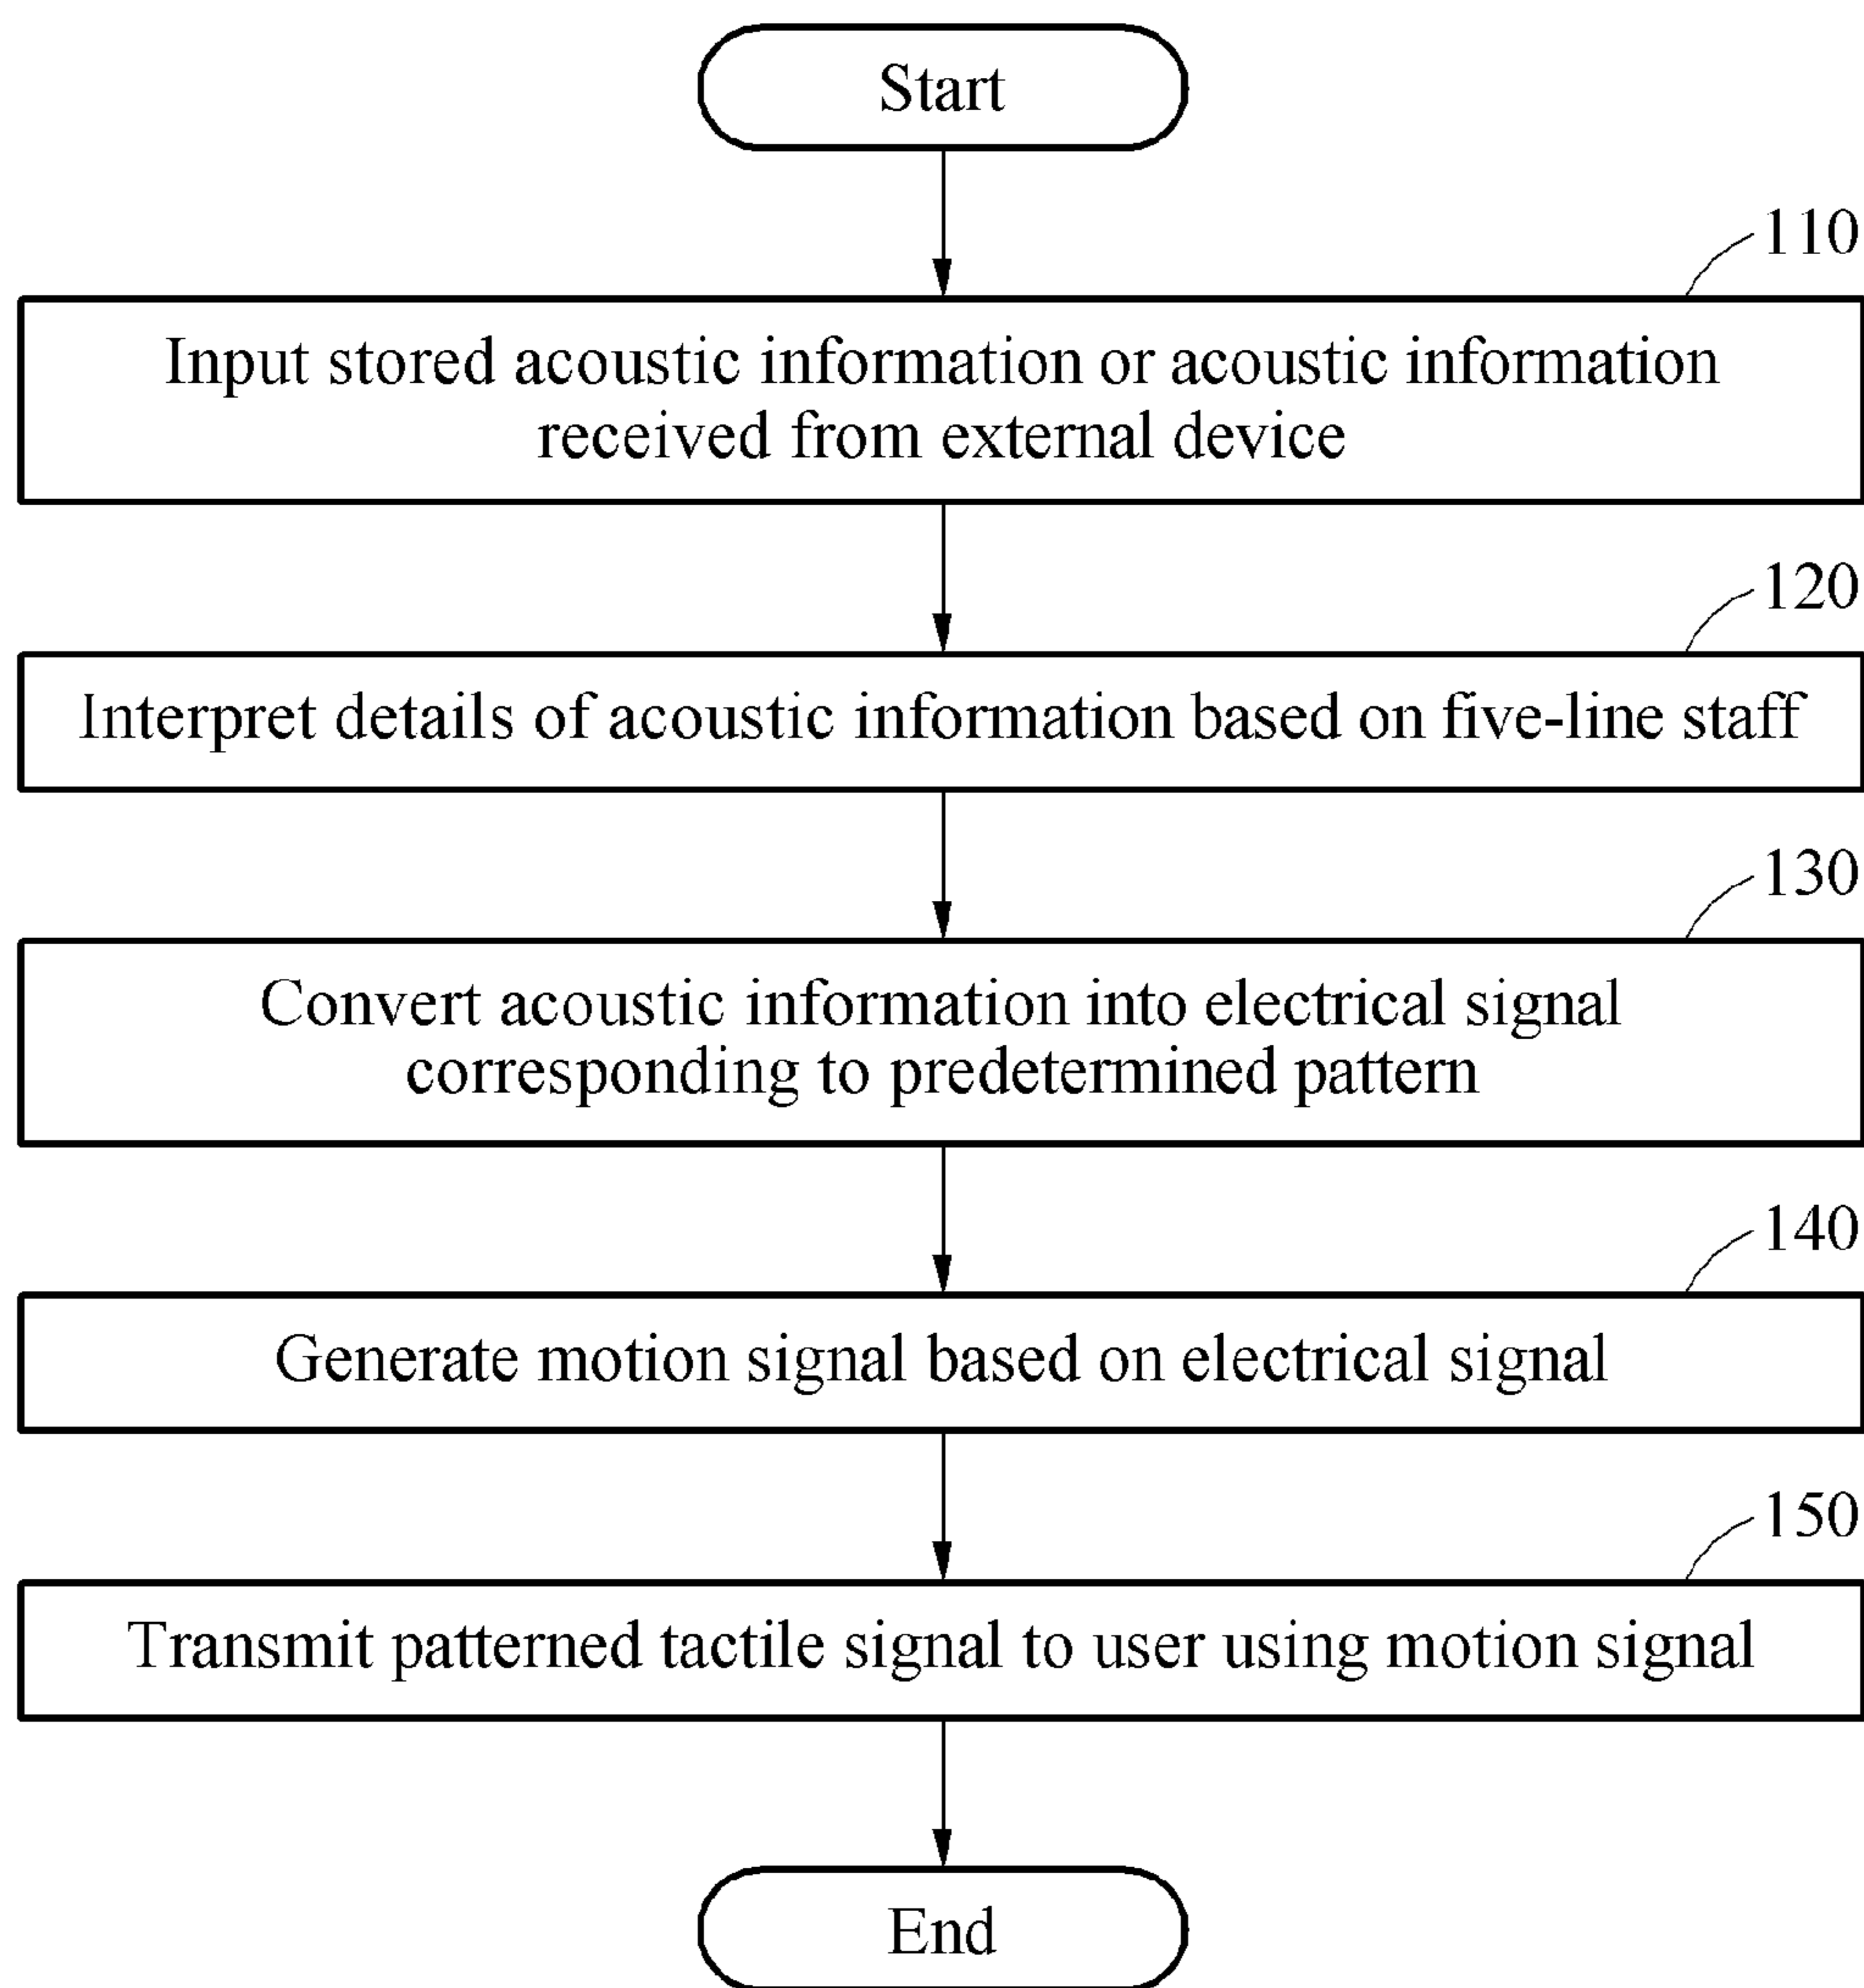 Start
110
Input stored acoustic information or acoustic information
received from external device
120
Interpret details of acoustic information based on five-line staff
130
Convert acoustic information into electrical signal
corresponding to predetermined pattern
140
Generate motion signal based on electrical signal
150
Transmit patterned tactile signal to user using motion signal
End